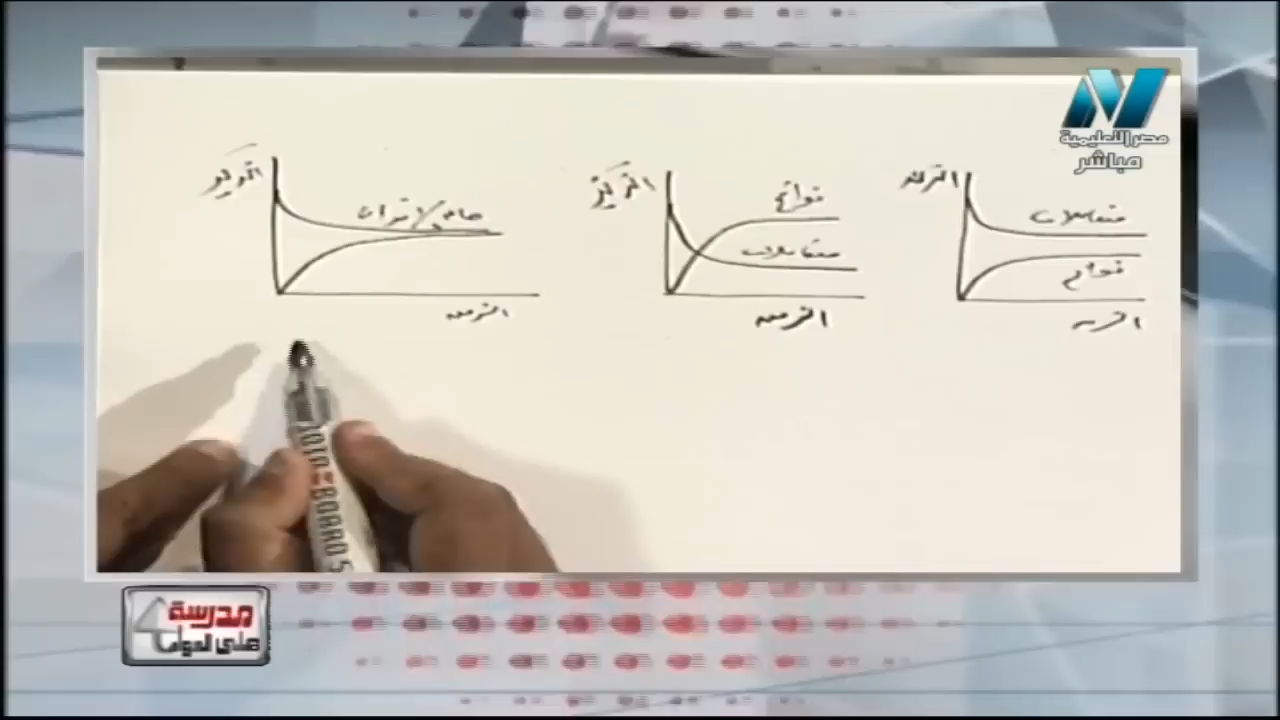 مصر التعليمية
مباشر
التركيز
متفاعلات
نواتج
الزمن
التركيز
نواتج
متفاعلات
الزمن
التركيز
حالة الاتزان
الزمن
BOARD
مدرسة
على الهواء